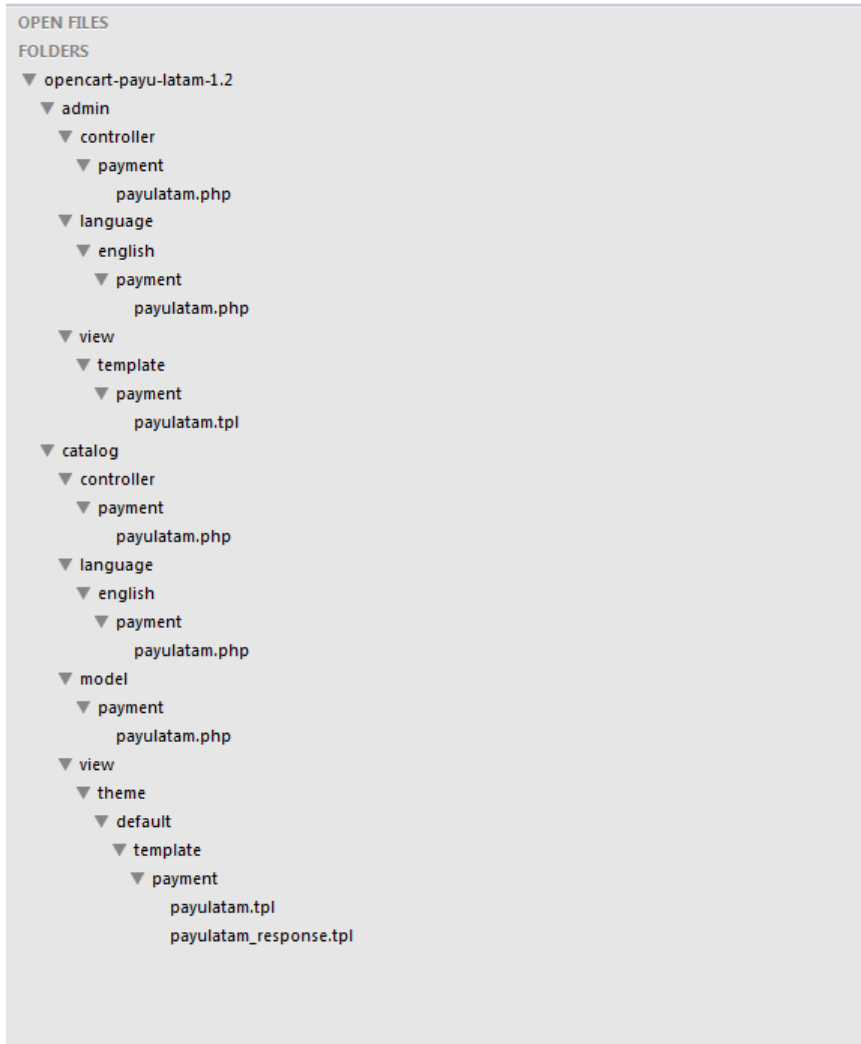 OPEN FILES
FOLDERS
opencart-payu-latam-1.2
admin
controller
payment
payulatam.php
language
english
payment
payulatam.php
view
template
payment
payulatam.tpl
catalog
controller
payment
payulatam.php
language
english
payment
payulatam.php
model
payment
payulatam.php
view
theme
default
template
payment
payulatam.tpl
payulatam_response.tpl